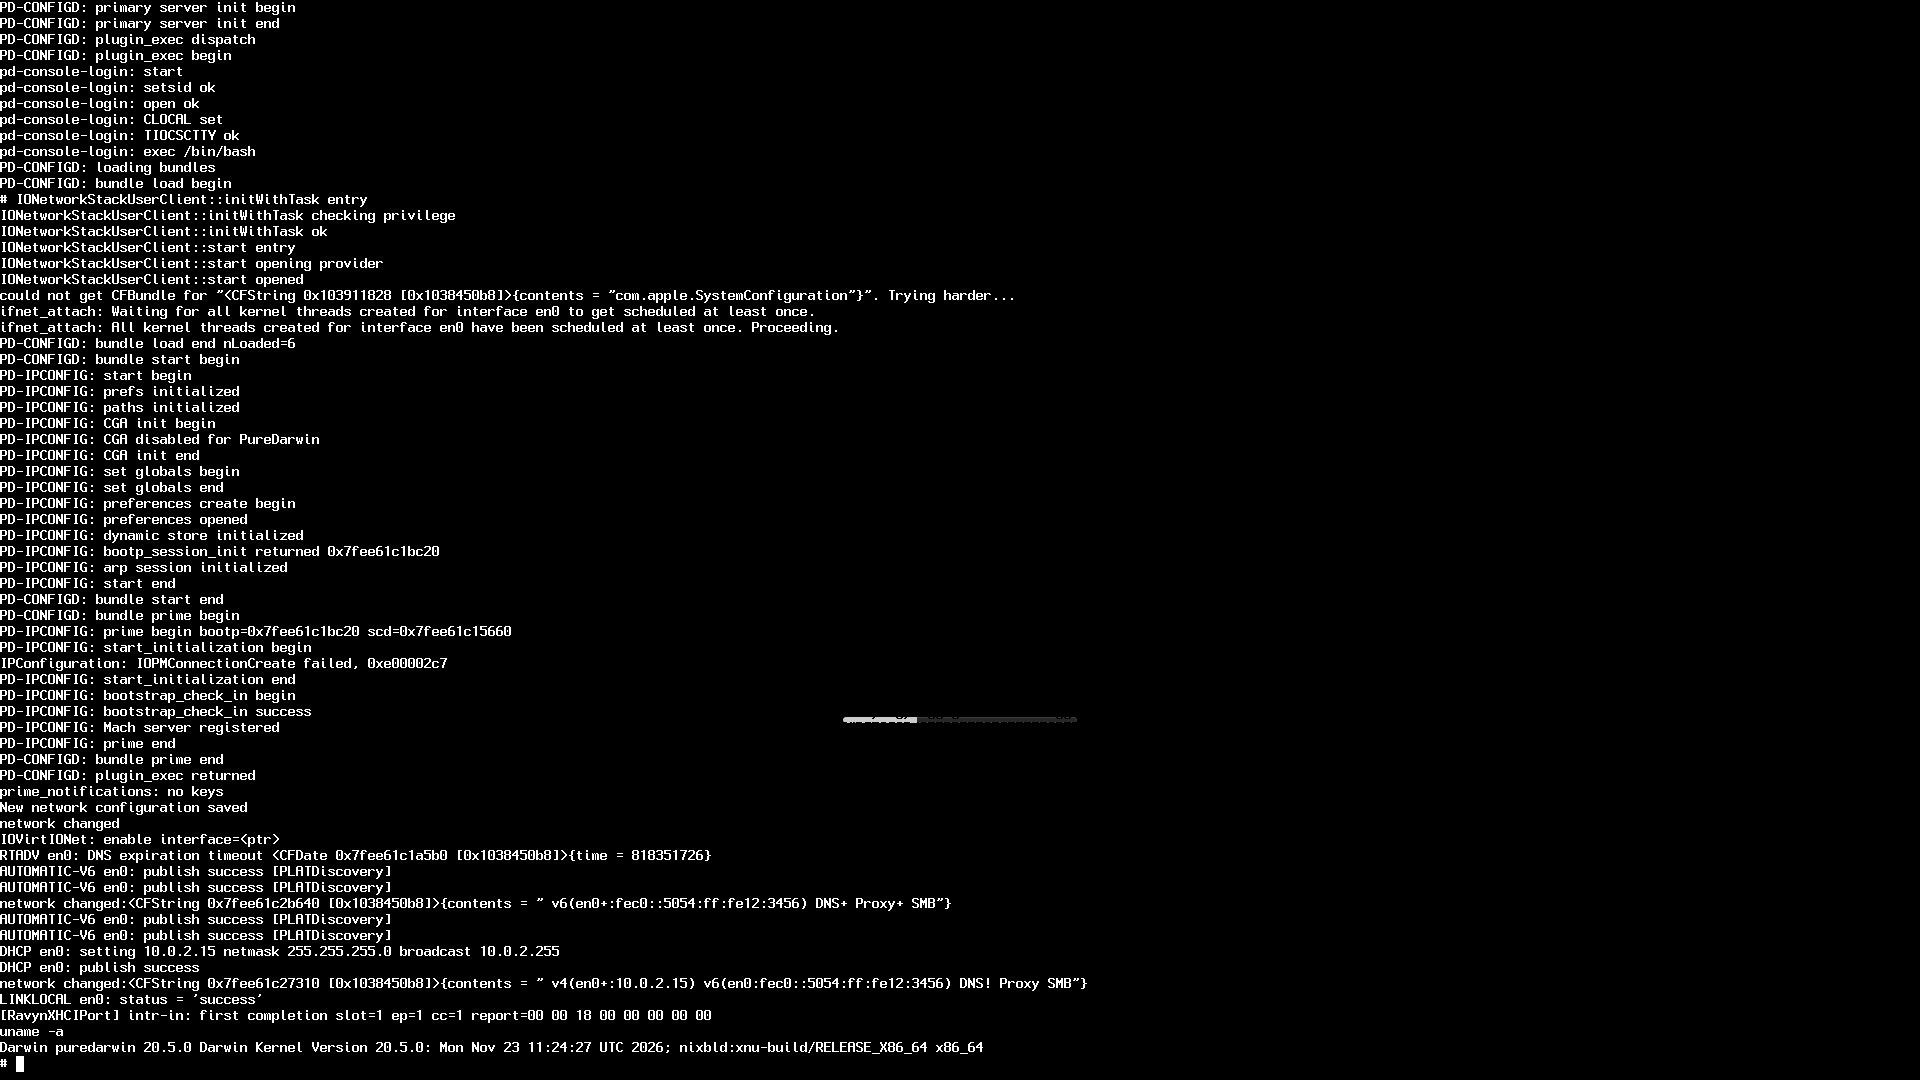 PD-CONFIGD: primary server init begin
PD-CONFIGD: primary server init end
PD-CONFIGD: plugin_exec dispatch
PD-CONFIGD: plugin_exec begin
pd-console-login: start
pd-console-login: setsid ok
pd-console-login: open ok
pd-console-login: CLOCAL set
pd-console-login: TIOCSCTTY ok
pd-console-login: exec /bin/bash
PD-CONFIGD: loading bundles
PD-CONFIGD: bundle load begin
# IONetworkStackUserClient::initWithTask entry
IONetworkStackUserClient::initWithTask checking privilege
IONetworkStackUserClient::initWithTask ok
IONetworkStackUserClient::start entry
IONetworkStackUserClient::start opening provider
IONetworkStackUserClient::start opened
could not get CFBundle for "<CFString 0x103911828 [0x1038450b8]>{contents = "com.apple.SystemConfiguration"}". Trying harder...
ifnet_attach: Waiting for all kernel threads created for interface en0 to get scheduled at least once.
ifnet_attach: All kernel threads created for interface en0 have been scheduled at least once. Proceeding.
PD-CONFIGD: bundle load end nLoaded=6
PD-CONFIGD: bundle start begin
PD-IPCONFIG: start begin
PD-IPCONFIG: prefs initialized
PD-IPCONFIG: paths initialized
PD-IPCONFIG: CGA init begin
PD-IPCONFIG: CGA disabled for PureDarwin
PD-IPCONFIG: CGA init end
PD-IPCONFIG: set globals begin
PD-IPCONFIG: set globals end
PD-IPCONFIG: preferences create begin
PD-IPCONFIG: preferences opened
PD-IPCONFIG: dynamic store initialized
PD-IPCONFIG: bootp_session_init returned 0x7fee61c1bc20
PD-IPCONFIG: arp session initialized
PD-IPCONFIG: start end
PD-CONFIGD: bundle start end
PD-CONFIGD: bundle prime begin
PD-IPCONFIG: prime begin bootp=0x7fee61c1bc20 scd=0x7fee61c15660
PD-IPCONFIG: start_initialization begin
IPConfiguration: IOPMConnectionCreate failed, 0xe00002c7
PD-IPCONFIG: start_initialization end
PD-IPCONFIG: bootstrap_check_in begin
PD-IPCONFIG: bootstrap_check_in success
PD-IPCONFIG: Mach server registered
PD-IPCONFIG: prime end
PD-CONFIGD: bundle prime end
PD-CONFIGD: plugin_exec returned
prime_notifications: no keys
New network configuration saved
network changed
IOVirtIONet: enable interface=<ptr>
RTADV en0: DNS expiration timeout <CFDate 0x7fee61c1a5b0 [0x1038450b8]>{time = 818351726}
AUTOMATIC-V6 en0: publish success [PLATDiscovery]
AUTOMATIC-V6 en0: publish success [PLATDiscovery]
network changed:<CFString 0x7fee61c2b640 [0x1038450b8]>{contents = " v6(en0+:fec0::5054:ff:fe12:3456) DNS+ Proxy+ SMB"}
AUTOMATIC-V6 en0: publish success [PLATDiscovery]
AUTOMATIC-V6 en0: publish success [PLATDiscovery]
DHCP en0: setting 10.0.2.15 netmask 255.255.255.0 broadcast 10.0.2.255
DHCP en0: publish success
network changed:<CFString 0x7fee61c27310 [0x1038450b8]>{contents = " v4(en0+:10.0.2.15) v6(en0:fec0::5054:ff:fe12:3456) DNS! Proxy SMB"}
LINKLOCAL en0: status = 'success'
[RavynXHCIPort] intr-in: first completion slot=1 ep=1 cc=1 report=00 00 18 00 00 00 00 00
uname -a
Darwin puredarwin 20.5.0 Darwin Kernel Version 20.5.0: Mon Nov 23 11:24:27 UTC 2026; nixbld:xnu-build/RELEASE_X86_64 x86_64
#